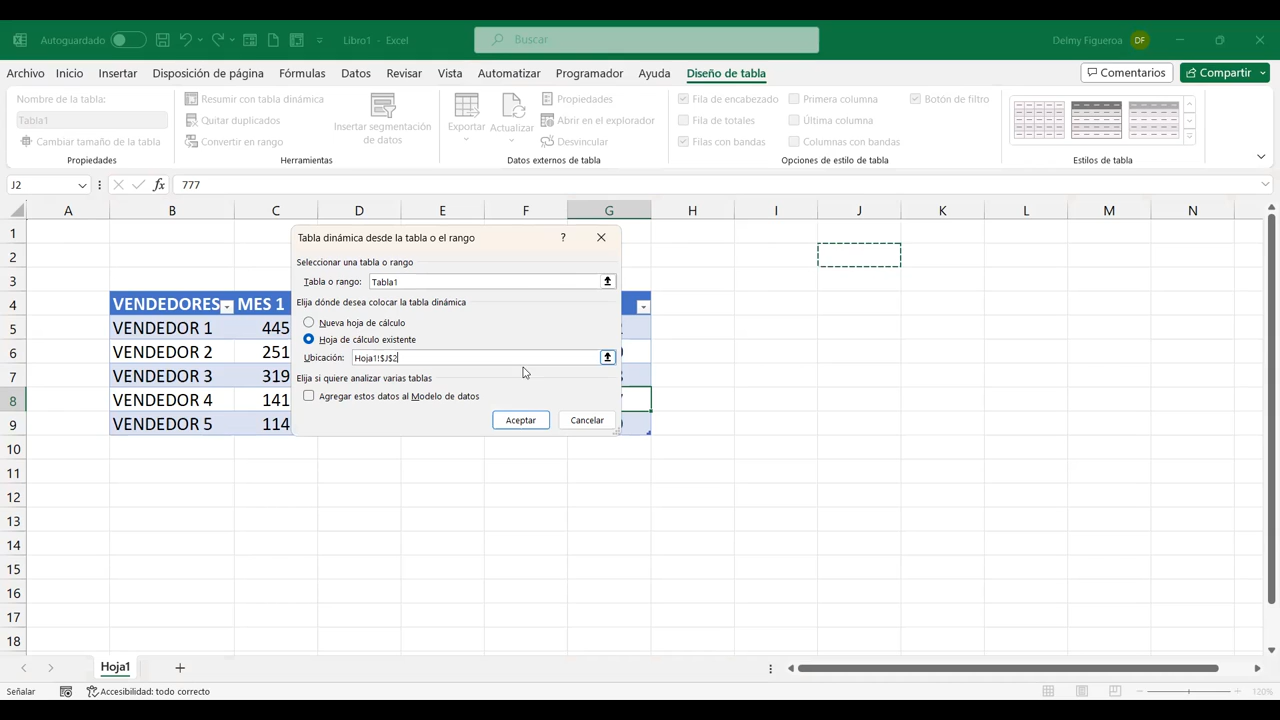 Autoguardado
Libro1 - Excel
Buscar
Delmy Figueroa
DF
Archivo Inicio Insertar Disposición de página Fórmulas Datos Revisar Vista Automatizar Programador Ayuda Diseño de tabla
Comentarios
Compartir
Nombre de la tabla:
Tabla1
Cambiar tamaño de la tabla
Propiedades
Resumir con tabla dinámica
Quitar duplicados
Convertir en rango
Insertar segmentación
de datos
Herramientas
Exportar
Actualizar
Propiedades
Abrir en el explorador
Desvincular
Datos externos de tabla
Fila de encabezado
Fila de totales
Filas con bandas
Primera columna
Última columna
Columnas con bandas
Botón de filtro
Opciones de estilo de tabla
Estilos de tabla
J2
fx
777
A B C D E F G H I J K L M N
1
2
3
4 VENDEDORES MES 1
5 VENDEDOR 1 445
6 VENDEDOR 2 251
7 VENDEDOR 3 319
8 VENDEDOR 4 141
9 VENDEDOR 5 114
10
11
12
13
14
15
16
17
18
Tabla dinámica desde la tabla o el rango
?
Seleccionar una tabla o rango
Tabla o rango: Tabla1
Elija dónde desea colocar la tabla dinámica
Nueva hoja de cálculo
Hoja de cálculo existente
Ubicación: Hoja1!$J$2
Elija si quiere analizar varias tablas
Agregar estos datos al Modelo de datos
Aceptar
Cancelar
Hoja1
Señalar
Accesibilidad: todo correcto
120%